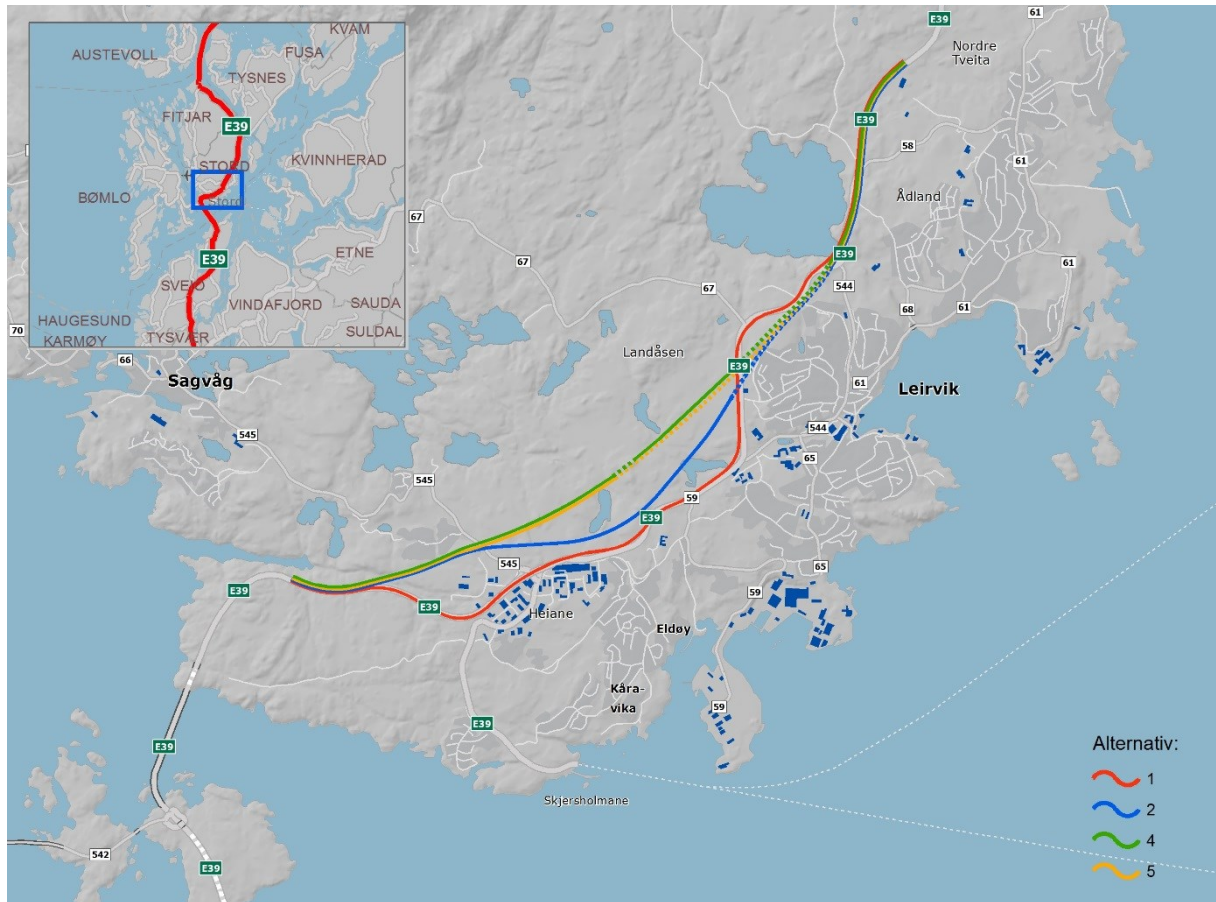 KVAM
AUSTEVOLL
FUSA
TYSNES
FITJAR
E39
STORD
KVINNHERAD
BØMLO
Stord
ETNE
E39
SVEIO
VINDAFJORD
SAUDA
HAUGESUND
TYSVÆR
SULDAL
KARMØY
E39
61
Nordre
Tveita
E39
58
61
Ådland
67
61
67
E39
544
67
68
61
70
Landåsen
66
E39
Sagvåg
61
Leirvik
545
544
65
545
59
E39
E
545
65
E39
E39
Heiane
59
Eldøy
Kåra-
vika
59
E39
E39
Skjersholmane
542
E39
Alternativ:
1
2
4
5